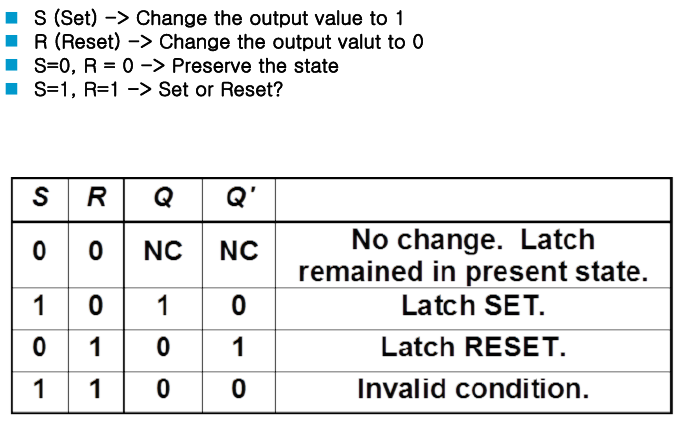 S (Set) -> Change the output value to 1
R (Reset) -> Change the output valut to 0
S=0, R = 0 -> Preserve the state
S=1, R=1 -> Set or Reset?
S R Q Q'
0 0 NC NC No change. Latch
remained in present state.
1 0 1 0 Latch SET.
0 1 0 1 Latch RESET.
1 1 0 0 Invalid condition.